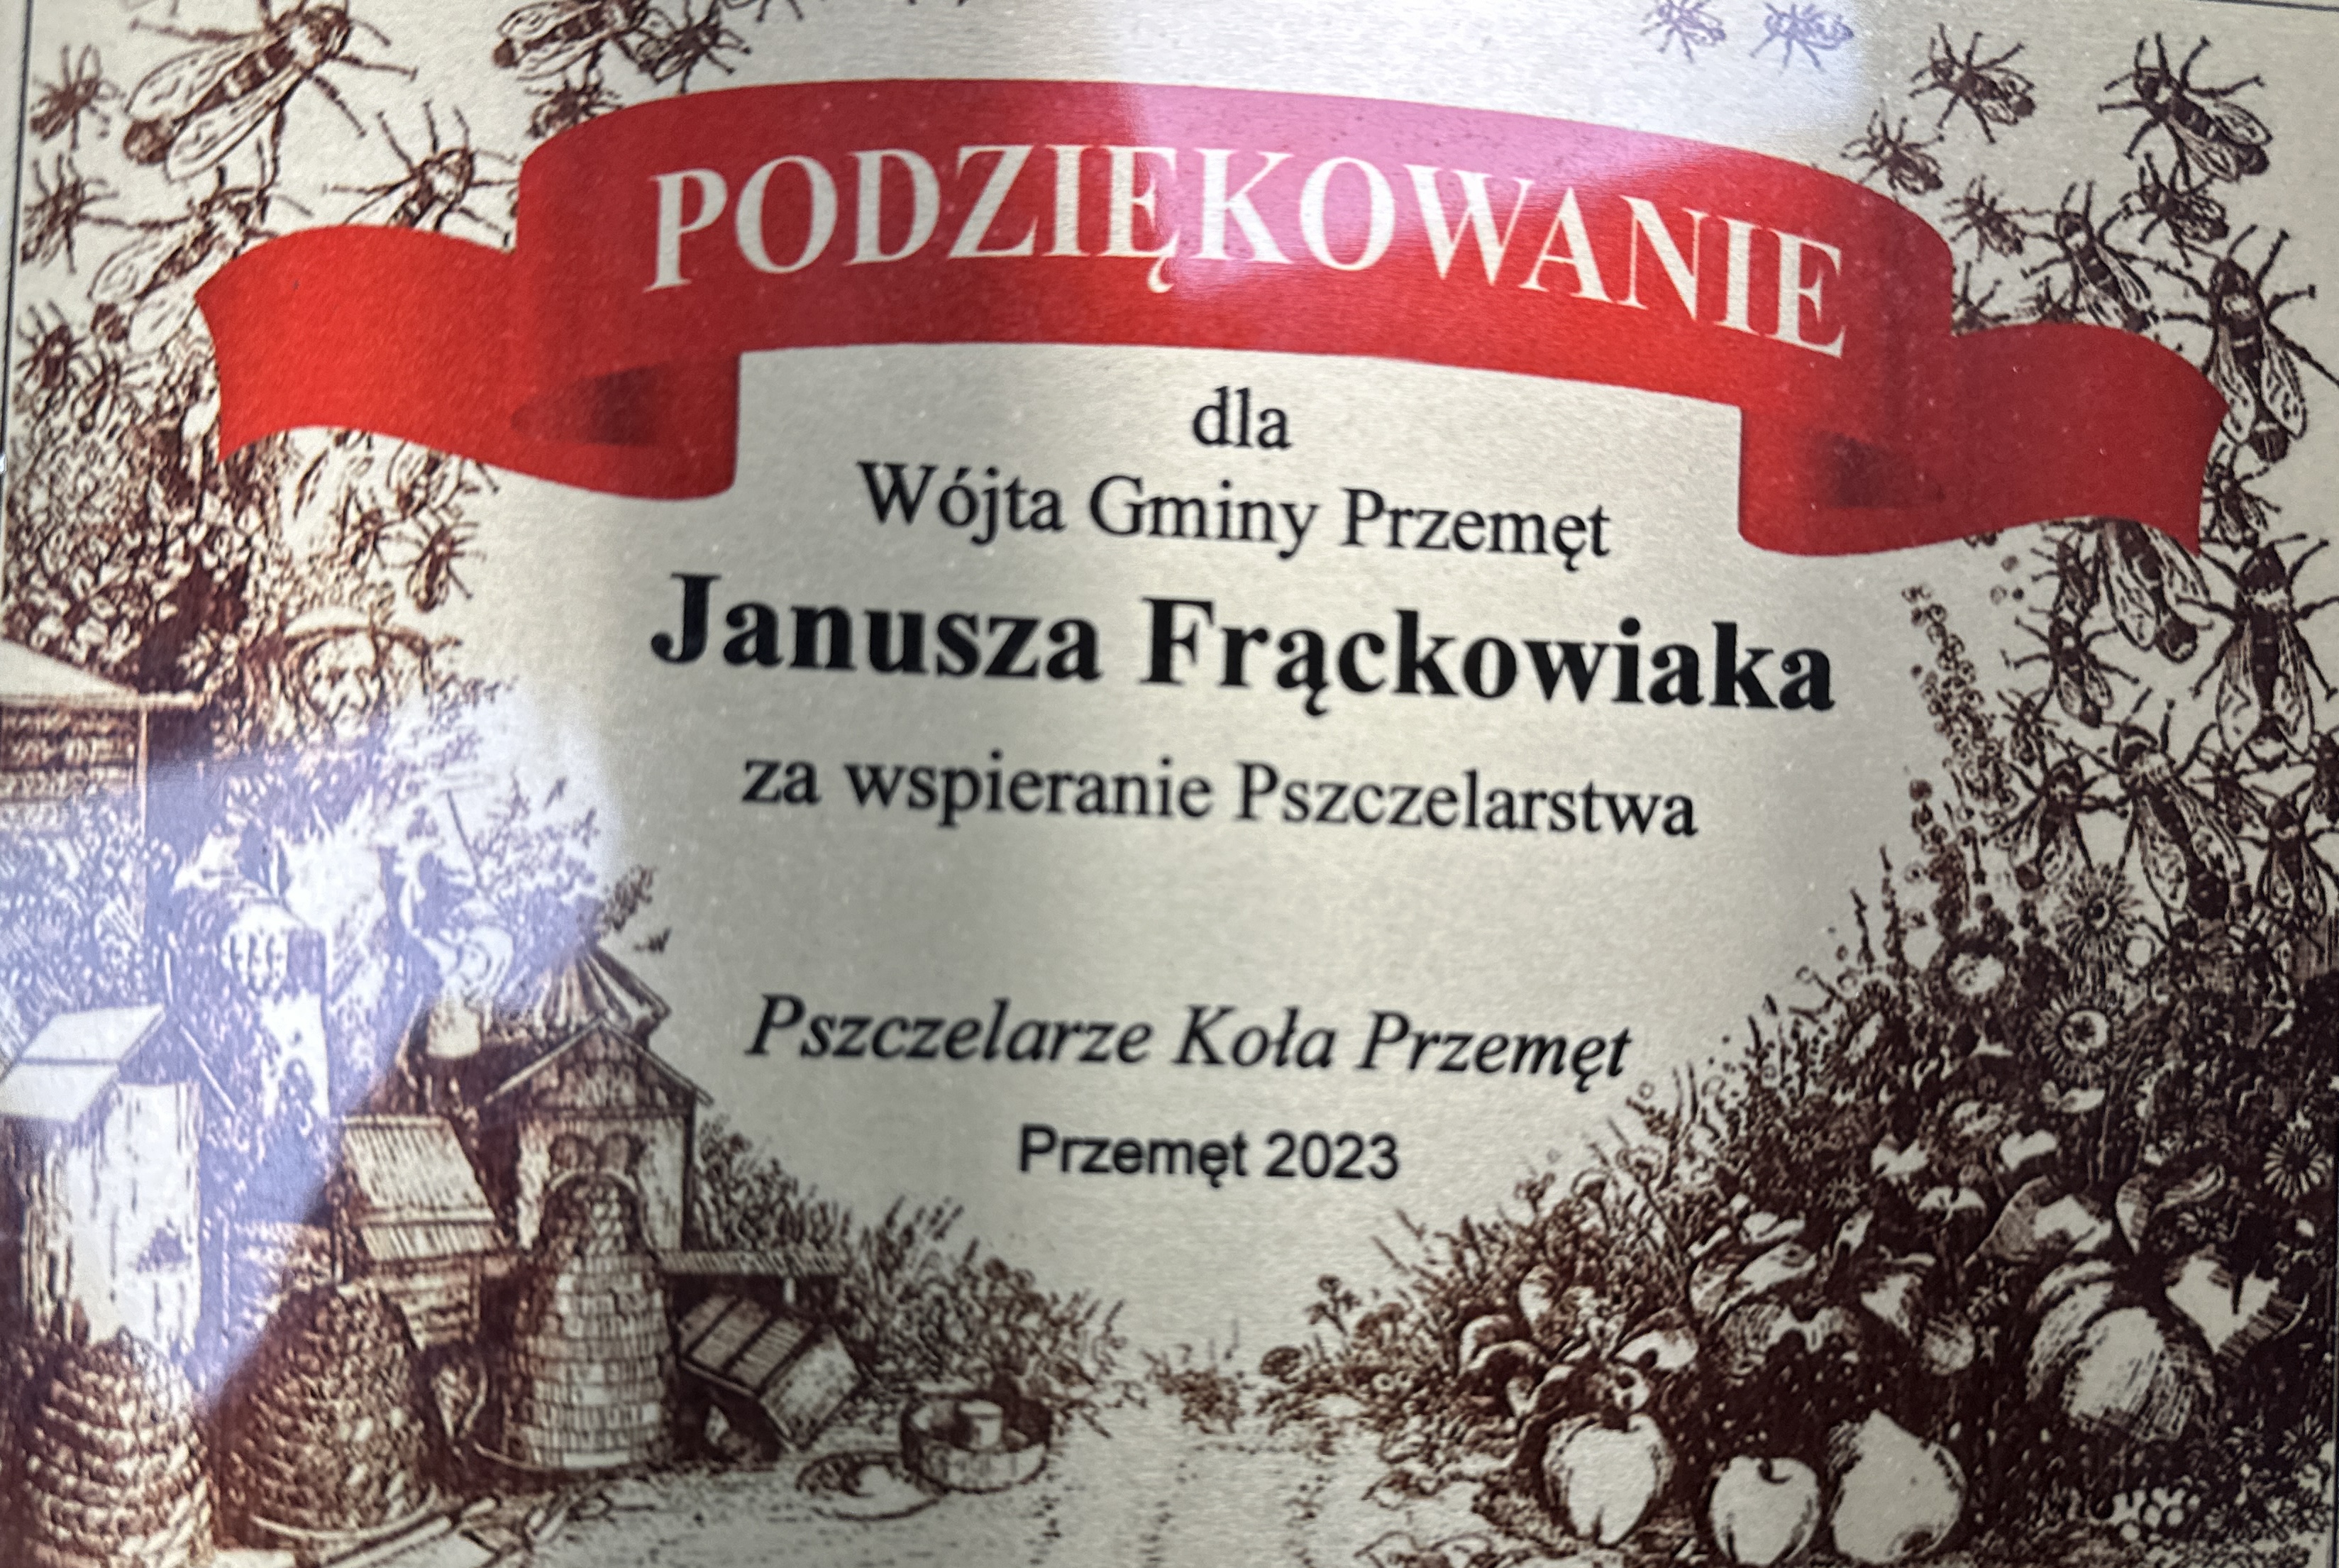 PODZIĘKOWANIE
dla
Wójta Gminy Przemęt
Janusza Frąckowiaka
za wspieranie Pszczelarstwa
Pszczelarze Koła Przemęt
Przemęt 2023